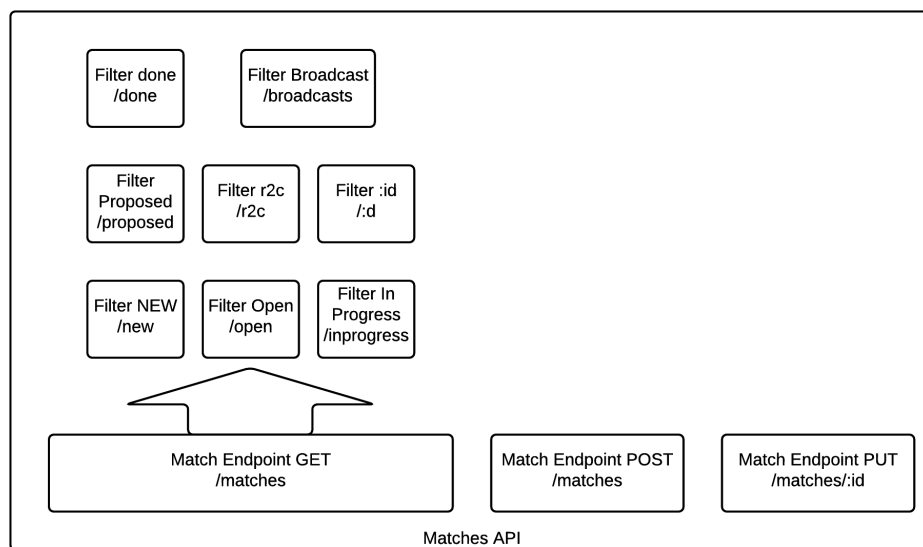 Filter done
/done
Filter Broadcast
/broadcasts
Filter
Proposed
/proposed
Filter r2c
/r2c
Filter :id
/:d
Filter NEW
/new
Filter Open
/open
Filter In
Progress
/inprogress
Match Endpoint GET
/matches
Match Endpoint POST
/matches
Match Endpoint PUT
/matches/:id
Matches API